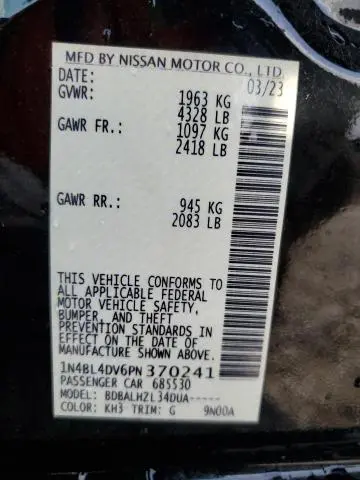 MFD BY NISSAN MOTOR CO., LTD.
DATE: 03/23
GVWR: 1963 KG
4328 LB
GAWR FR.: 1097 KG
2418 LB
GAWR RR.: 945 KG
2083 LB
THIS VEHICLE CONFORMS TO
ALL APPLICABLE FEDERAL
MOTOR VEHICLE SAFETY,
BUMPER, AND THEFT
PREVENTION STANDARDS IN
EFFECT ON THE DATE OF
MANUFACTURE SHOWN ABOVE.
1N4BL4DV6PN370241
PASSENGER CAR 685530
MODEL: BDBALHZL34DUA-----
COLOR: KH3 TRIM: G 9N00A